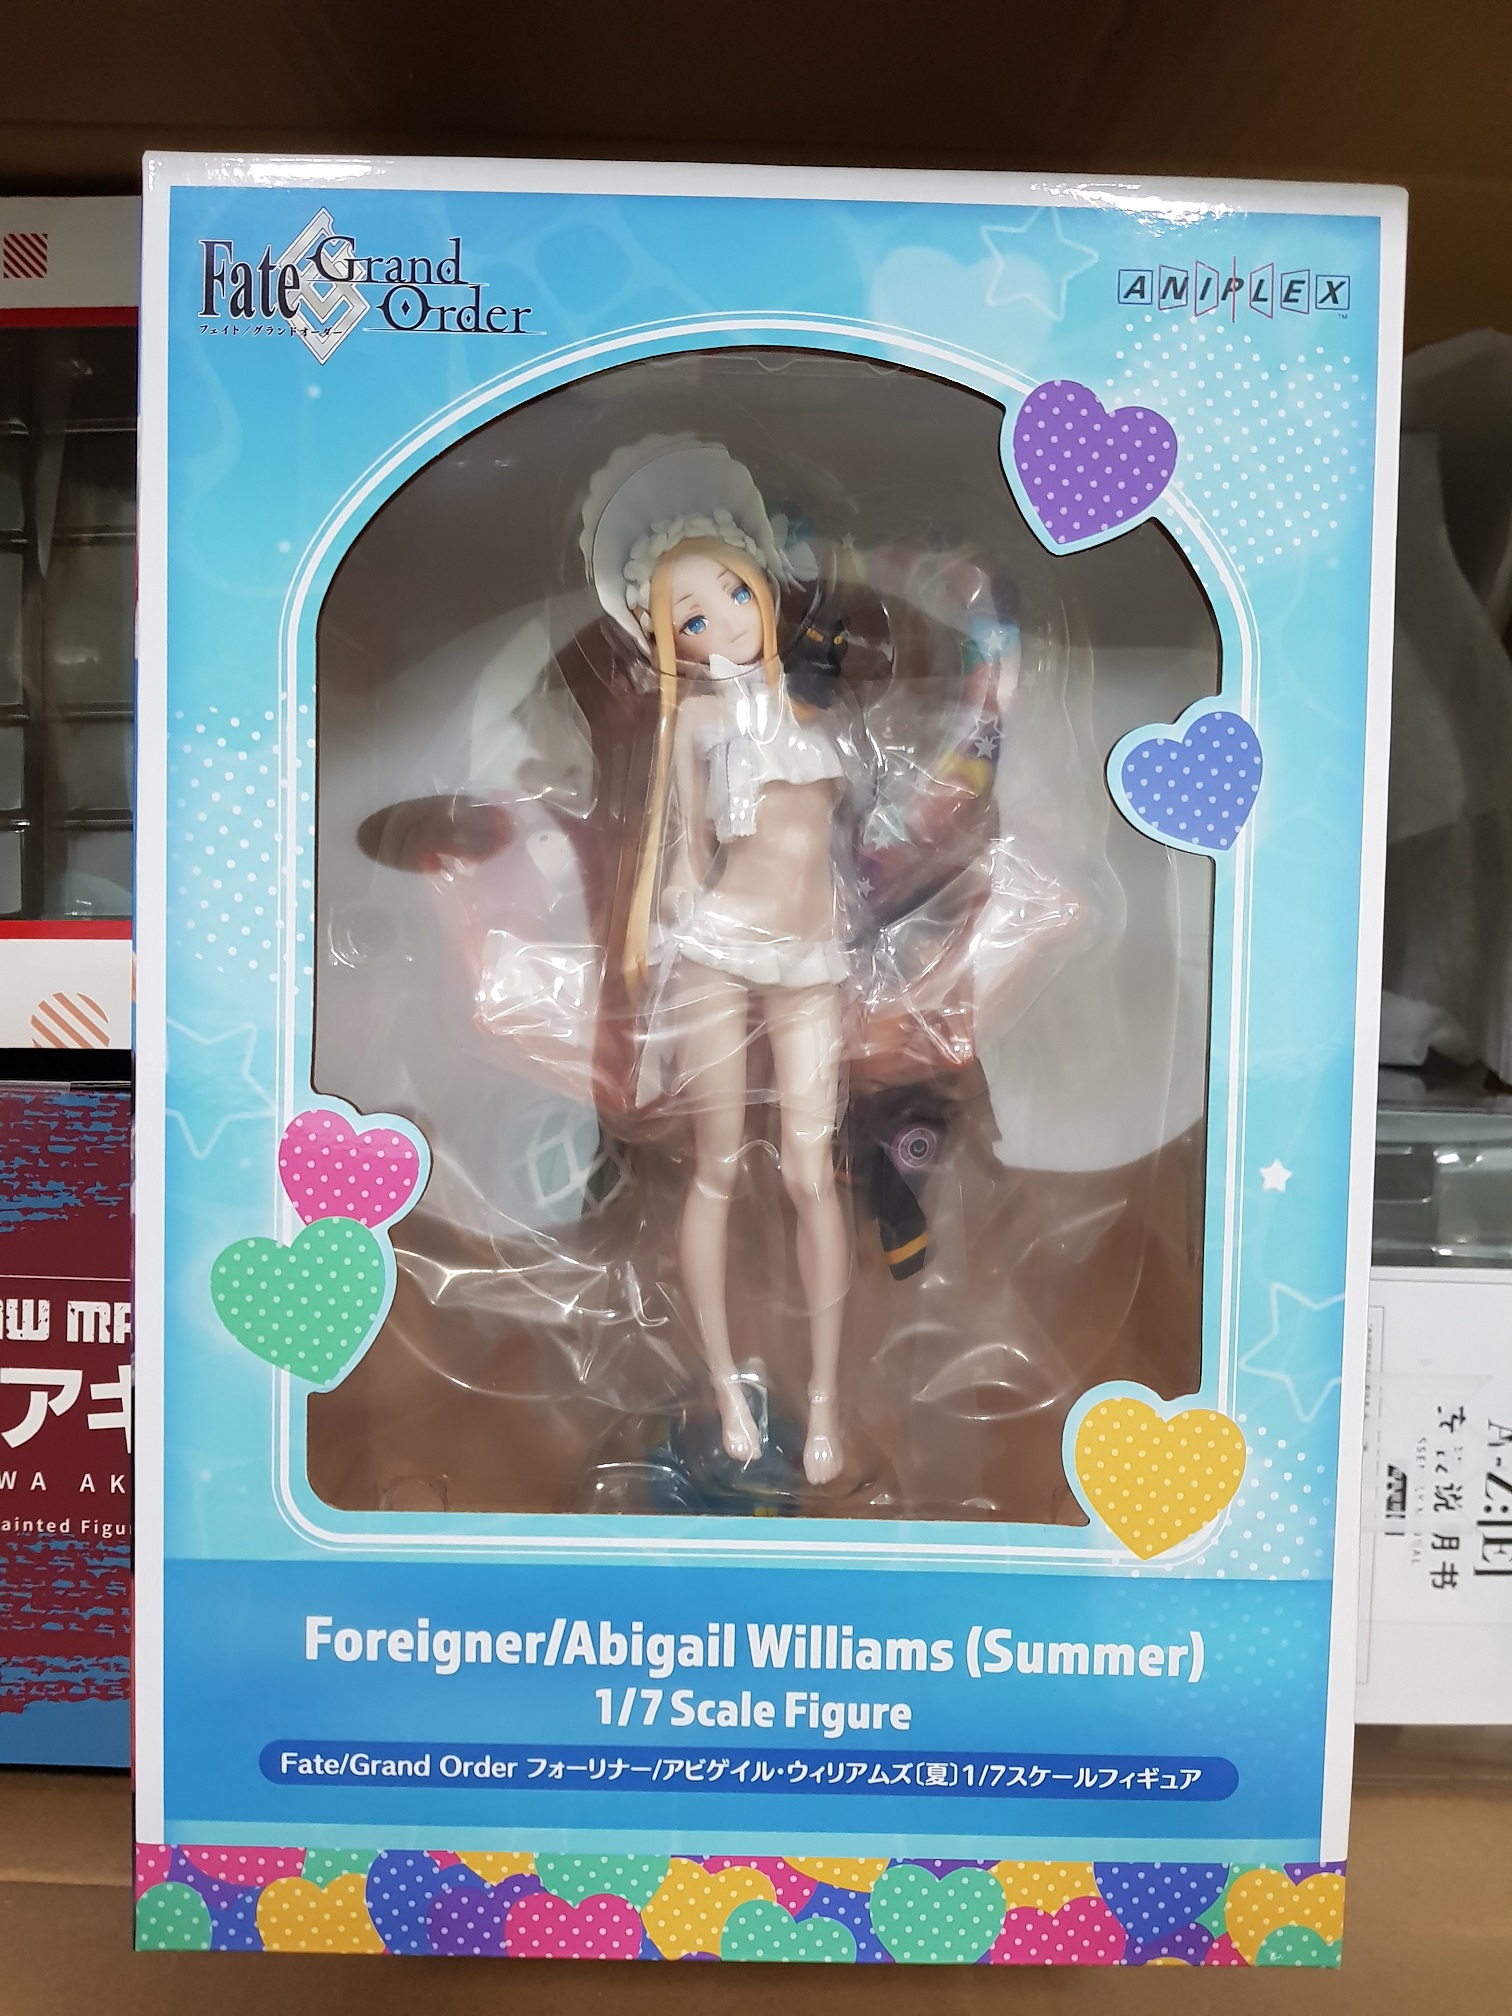 Fate/Grand Order
フェイト/グランドオーダー
ANIPLEX
TM
Foreigner/Abigail Williams (Summer)
1/7 Scale Figure
Fate/Grand Order フォーリナー/アビゲイル・ウィリアムズ〔夏〕1/7スケールフィギュア
アキ
WA AK
ainted Figu
A-Z:[E]